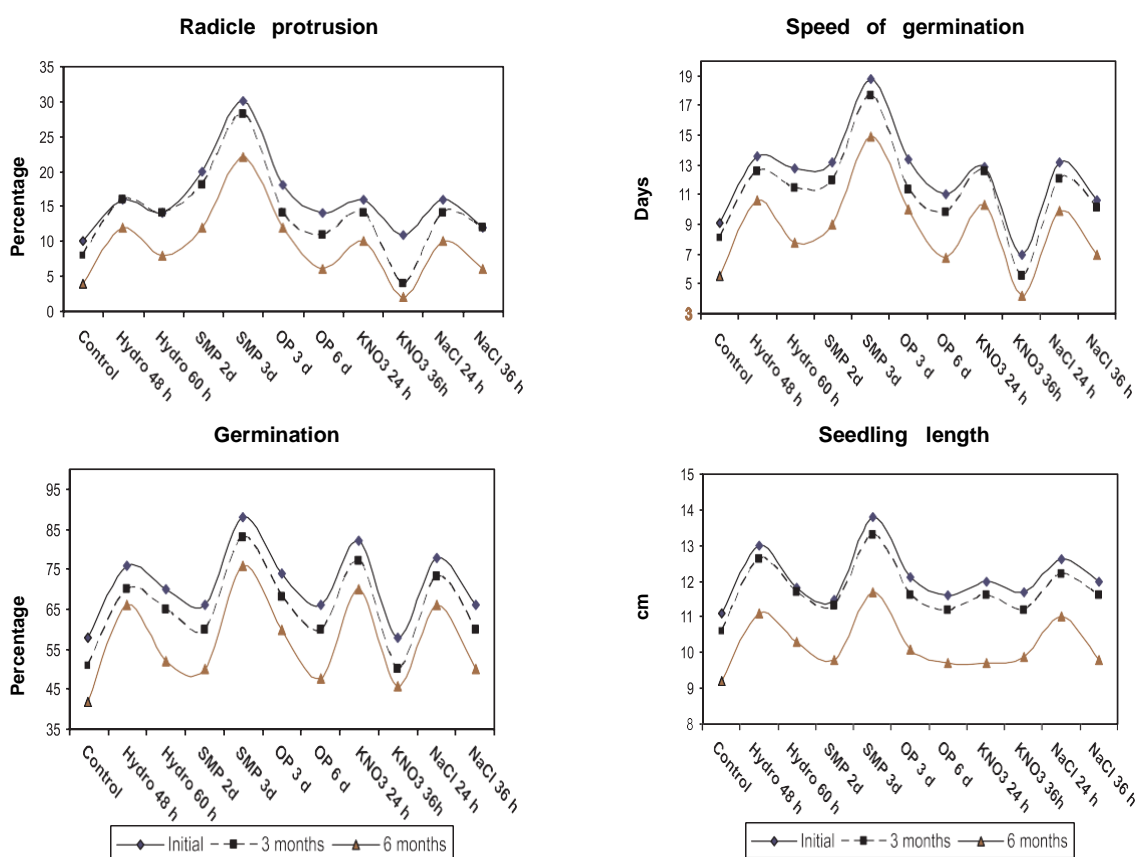 Radicle protrusion
35
30
25
20
15
10
5
0
Percentage
Control
Hydro 48 h
Hydro 60 h
SMP 2d
SMP 3d
OP 3 d
OP 6 d
KNO3 24 h
KNO3 36h
NaCl 24 h
NaCl 36 h
Speed of germination
19
17
15
13
11
9
7
5
3
Days
Control
Hydro 48 h
Hydro 60 h
SMP 2d
SMP 3d
OP 3 d
OP 6 d
KNO3 24 h
KNO3 36h
NaCl 24 h
NaCl 36 h
Germination
95
85
75
65
55
45
35
Percentage
Control
Hydro 48 h
Hydro 60 h
SMP 2d
SMP 3d
OP 3 d
OP 6 d
KNO3 24 h
KNO3 36h
NaCl 24 h
NaCl 36 h
Initial 3 months 6 months
Seedling length
15
14
13
12
11
10
9
8
cm
Control
Hydro 48 h
Hydro 60 h
SMP 2d
SMP 3d
OP 3 d
OP 6 d
KNO3 24 h
KNO3 36h
NaCl 24 h
NaCl 36 h
Initial 3 months 6 months